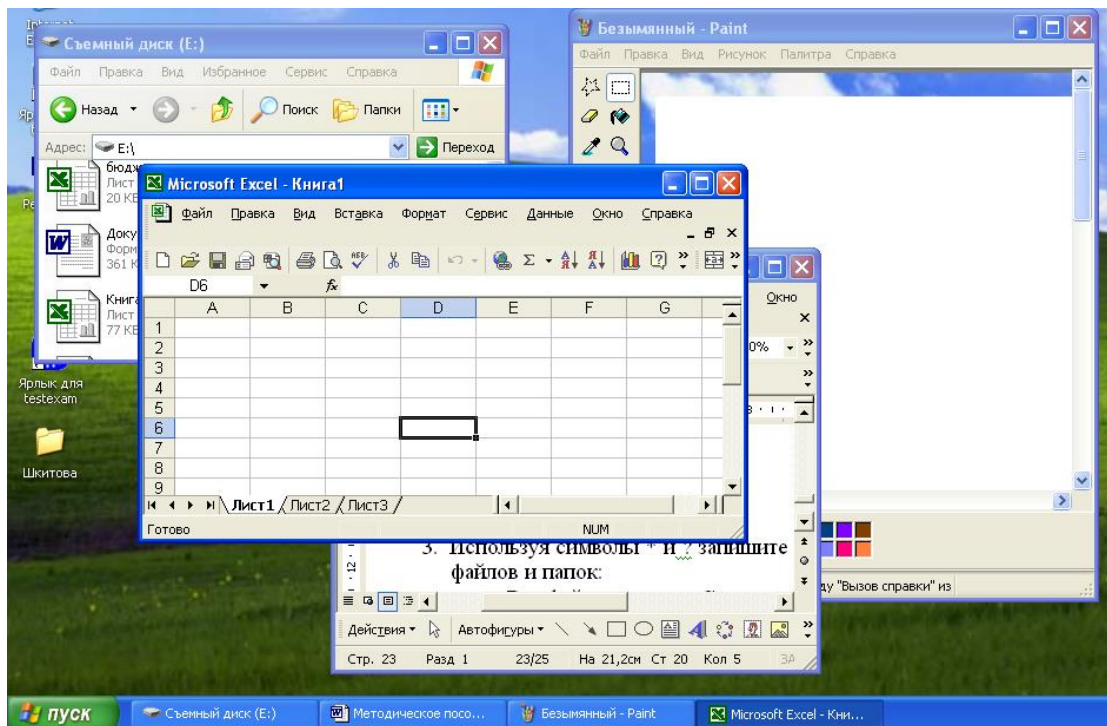 Съемный диск (E:)
Файл Правка Вид Избранное Сервис Справка
Назад Поиск Папки
Адрес: E:\ Переход
Лист
20 КБ
361 К
Лист
77 КБ
Ярлык для
testexam
Шкитова
Безымянный - Paint
Файл Правка Вид Рисунок Палитра Справка
Microsoft Excel - Книга1
Файл Правка Вид Вставка Формат Сервис Данные Окно Справка
D6 fx
A B C D E F G
1
2
3
4
5
6
7
8
9
Лист1 Лист2 Лист3
Готово NUM
Окно
0%
3. Используя символы * и ? запишите
файлов и папок:
Действия Автофигуры
Стр. 23 Разд 1 23/25 На 21,2см Ст 20 Кол 5 ЗА
"Вызов справки" из
пуск Съемный диск (E:) Методическое посо... Безымянный - Paint Microsoft Excel - Кни...